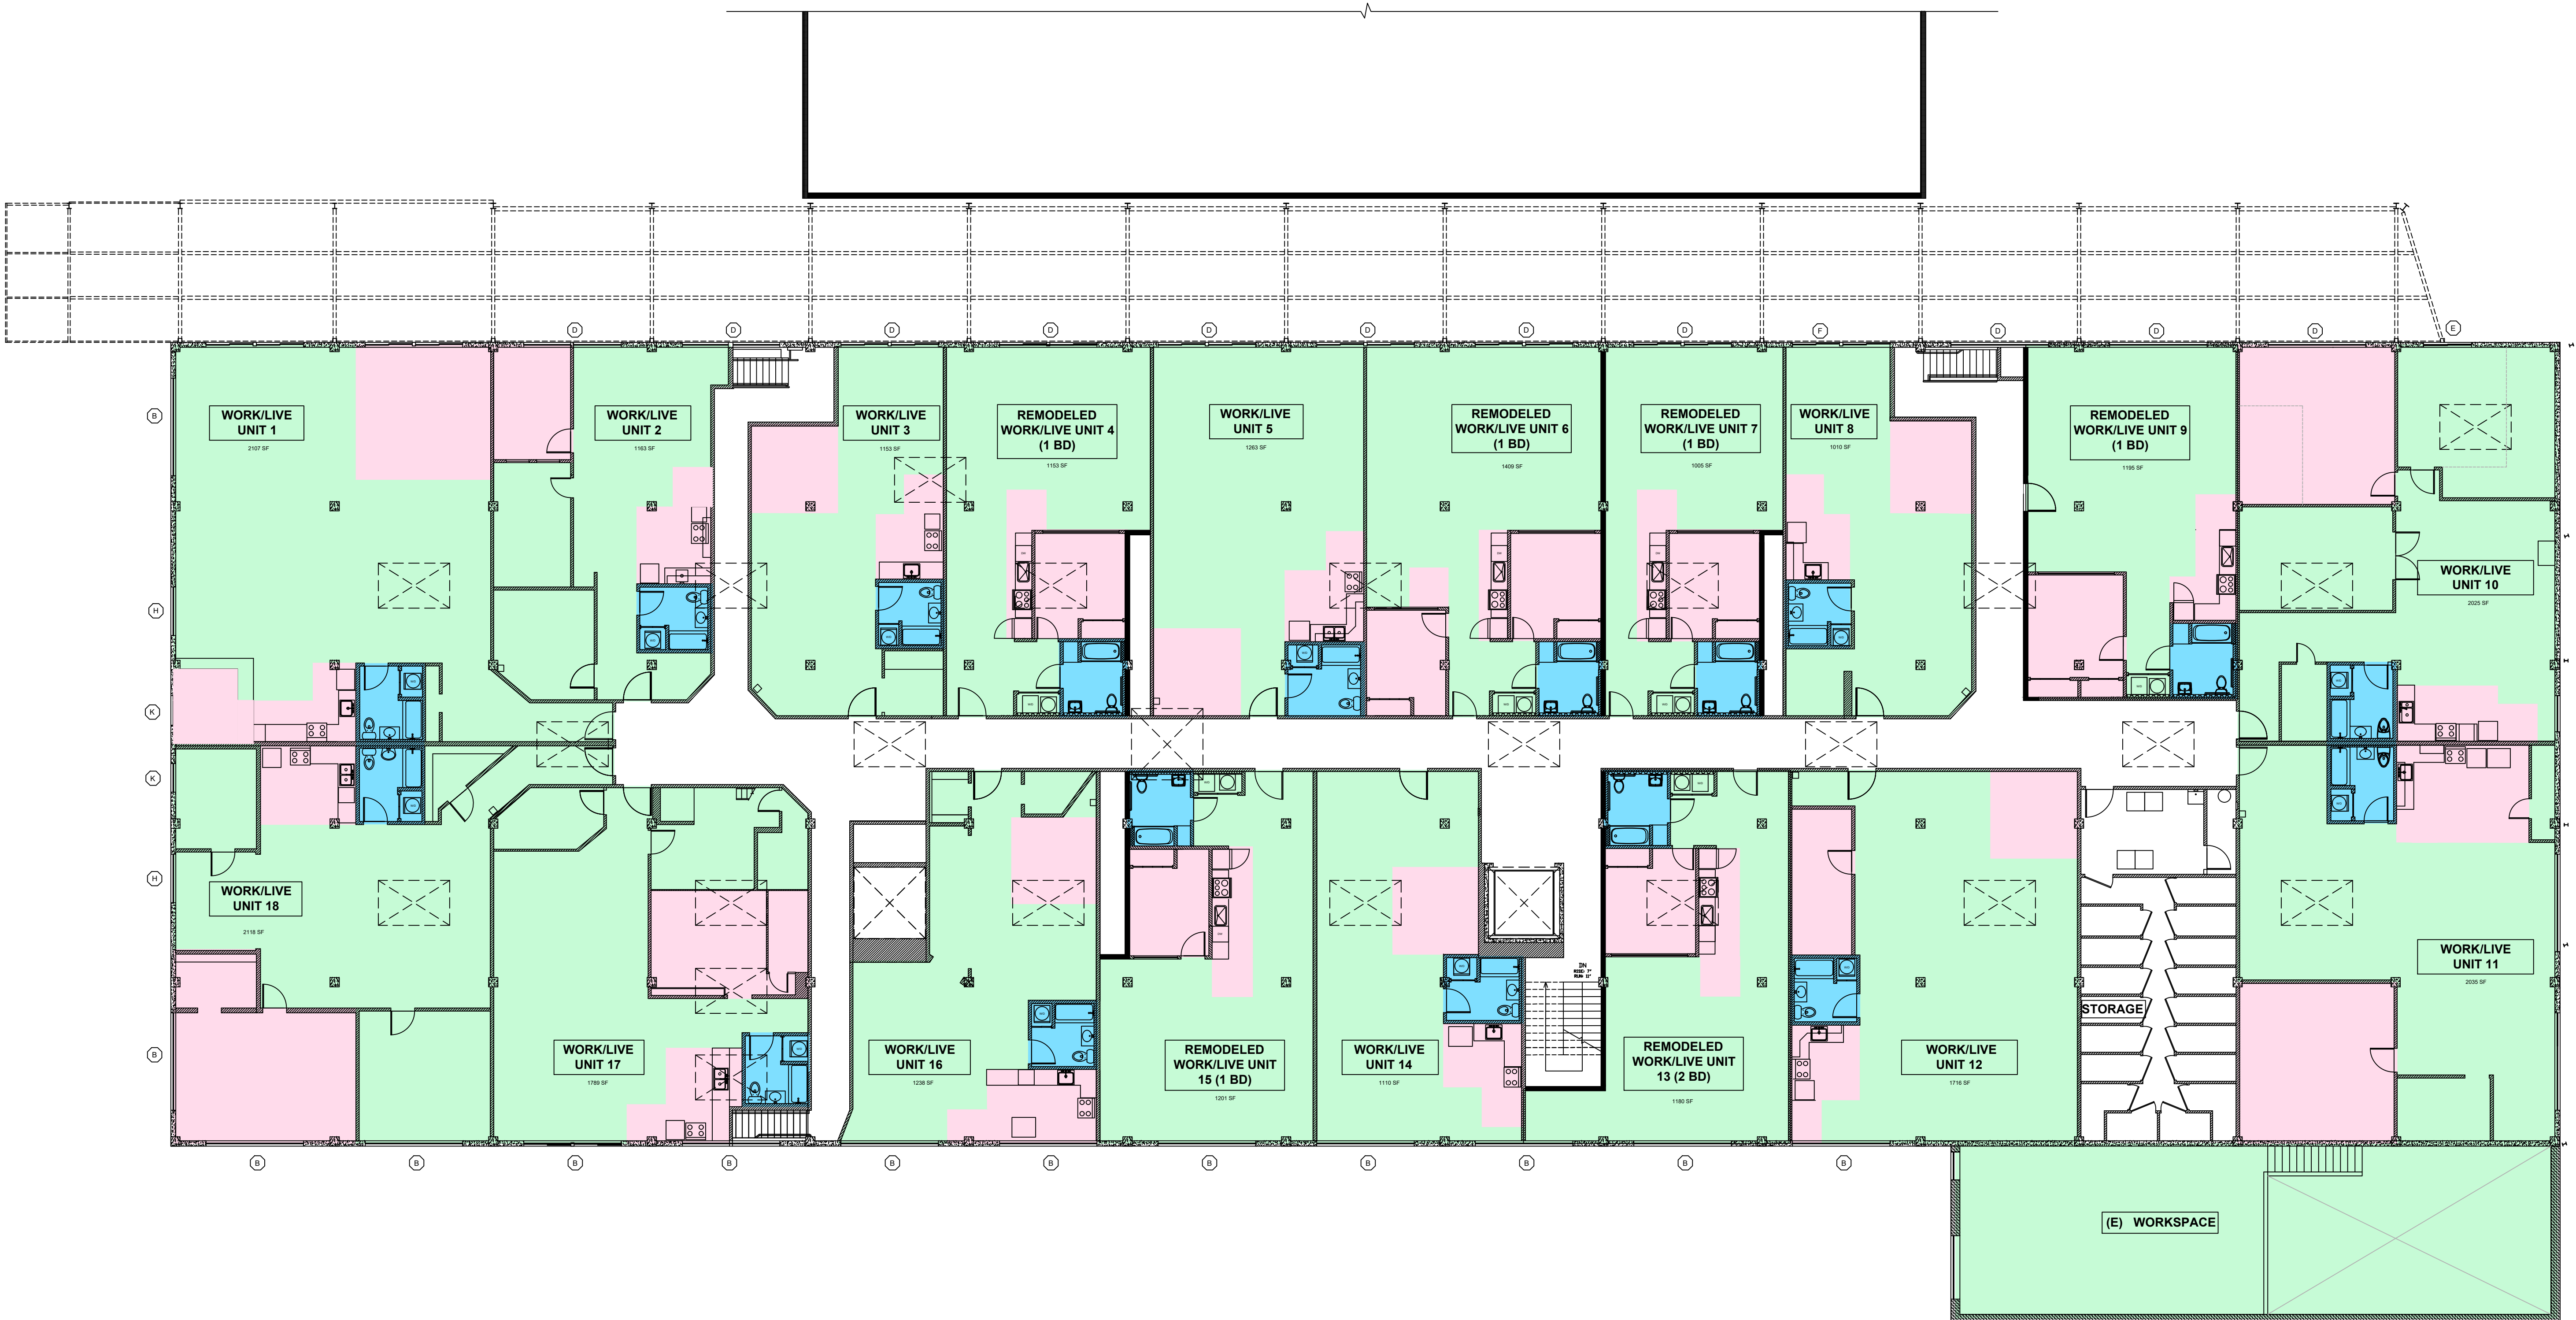 D
D
D
D
D
D
D
D
F
D
D
D
E
B
H
K
K
H
B
WORK/LIVE
UNIT 1
2107 SF
WORK/LIVE
UNIT 2
1163 SF
WORK/LIVE
UNIT 3
1153 SF
REMODELED
WORK/LIVE UNIT 4
(1 BD)
1153 SF
WORK/LIVE
UNIT 5
1263 SF
REMODELED
WORK/LIVE UNIT 6
(1 BD)
1409 SF
REMODELED
WORK/LIVE UNIT 7
(1 BD)
1005 SF
WORK/LIVE
UNIT 8
1010 SF
REMODELED
WORK/LIVE UNIT 9
(1 BD)
1195 SF
WORK/LIVE
UNIT 10
2025 SF
WORK/LIVE
UNIT 18
2118 SF
WORK/LIVE
UNIT 17
1789 SF
WORK/LIVE
UNIT 16
1238 SF
REMODELED
WORK/LIVE UNIT
15 (1 BD)
1201 SF
WORK/LIVE
UNIT 14
1110 SF
DN
RISE: 7"
RUN: 11"
REMODELED
WORK/LIVE UNIT
13 (2 BD)
1180 SF
WORK/LIVE
UNIT 12
1716 SF
STORAGE
WORK/LIVE
UNIT 11
2035 SF
B
B
B
B
B
B
B
B
B
B
B
(E) WORKSPACE